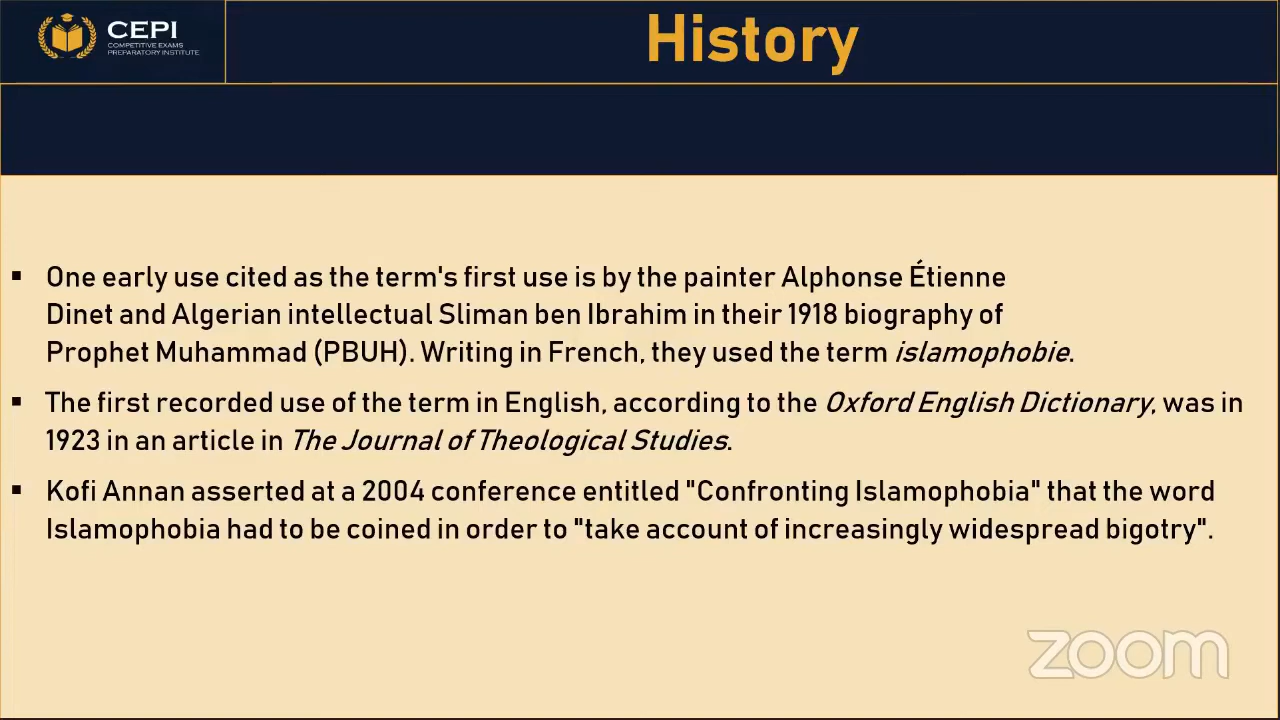 CEPI
COMPETITIVE EXAMS
PREPARATORY INSTITUTE
History
▪ One early use cited as the term's first use is by the painter Alphonse Étienne
Dinet and Algerian intellectual Sliman ben Ibrahim in their 1918 biography of
Prophet Muhammad (PBUH). Writing in French, they used the term islamophobie.
▪ The first recorded use of the term in English, according to the Oxford English Dictionary, was in
1923 in an article in The Journal of Theological Studies.
▪ Kofi Annan asserted at a 2004 conference entitled "Confronting Islamophobia" that the word
Islamophobia had to be coined in order to "take account of increasingly widespread bigotry".
zoom